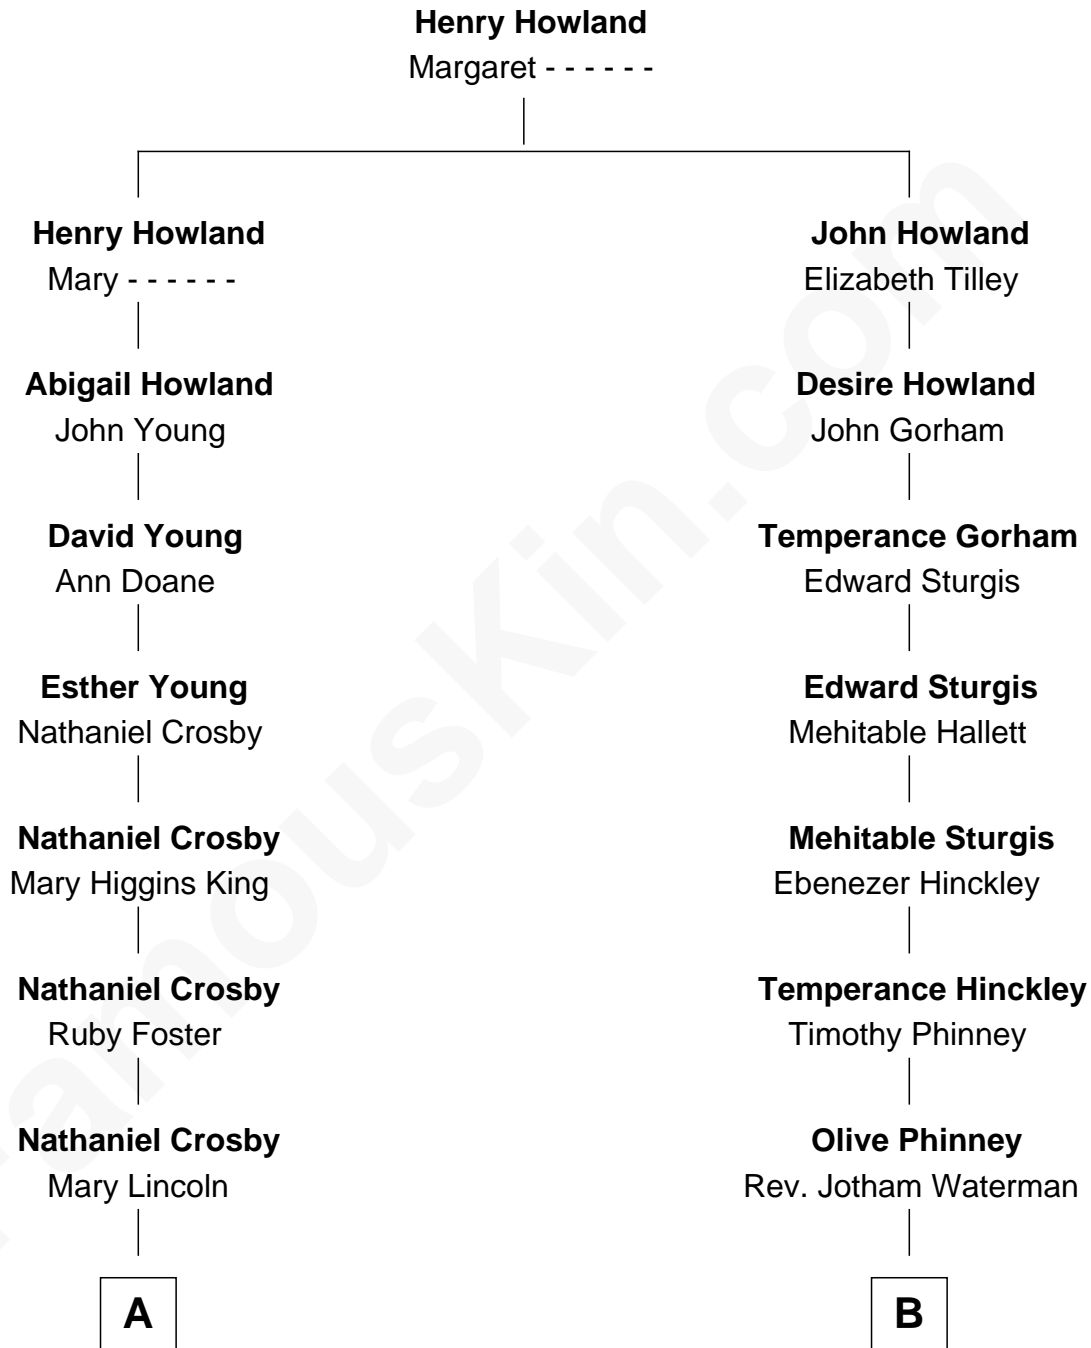 Henry Howland
Margaret - - - - - -
Henry Howland
Mary - - - - - -
Abigail Howland
John Young
David Young
Ann Doane
Esther Young
Nathaniel Crosby
Nathaniel Crosby
Mary Higgins King
Nathaniel Crosby
Ruby Foster
Nathaniel Crosby
Mary Lincoln
A
John Howland
Elizabeth Tilley
Desire Howland
John Gorham
Temperance Gorham
Edward Sturgis
Edward Sturgis
Mehitable Hallett
Mehitable Sturgis
Ebenezer Hinckley
Temperance Hinckley
Timothy Phinney
Olive Phinney
Rev. Jotham Waterman
B
FamousKin.com